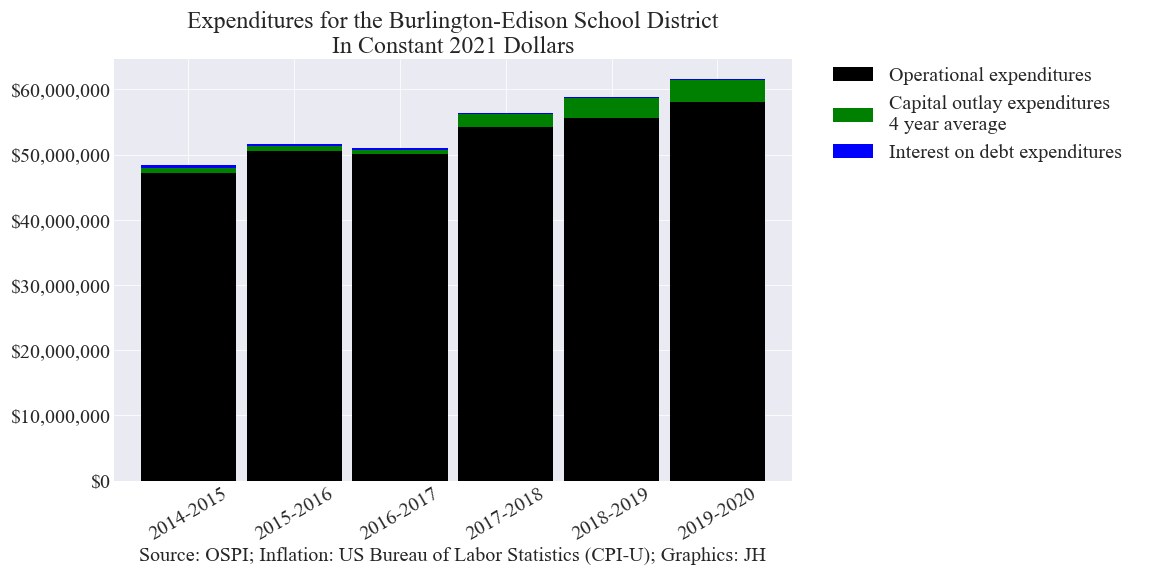 Expenditures for the Burlington-Edison School District
In Constant 2021 Dollars
$60,000,000
$50,000,000
$40,000,000
$30,000,000
$20,000,000
$10,000,000
$0
2014-2015
2015-2016
2016-2017
2017-2018
2018-2019
2019-2020
Source: OSPI; Inflation: US Bureau of Labor Statistics (CPI-U); Graphics: JH
Operational expenditures
Capital outlay expenditures
4 year average
Interest on debt expenditures